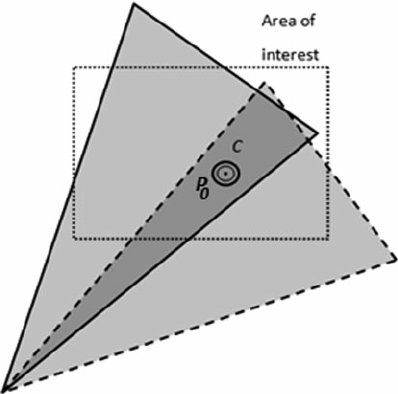 Area of
interest
C
P0